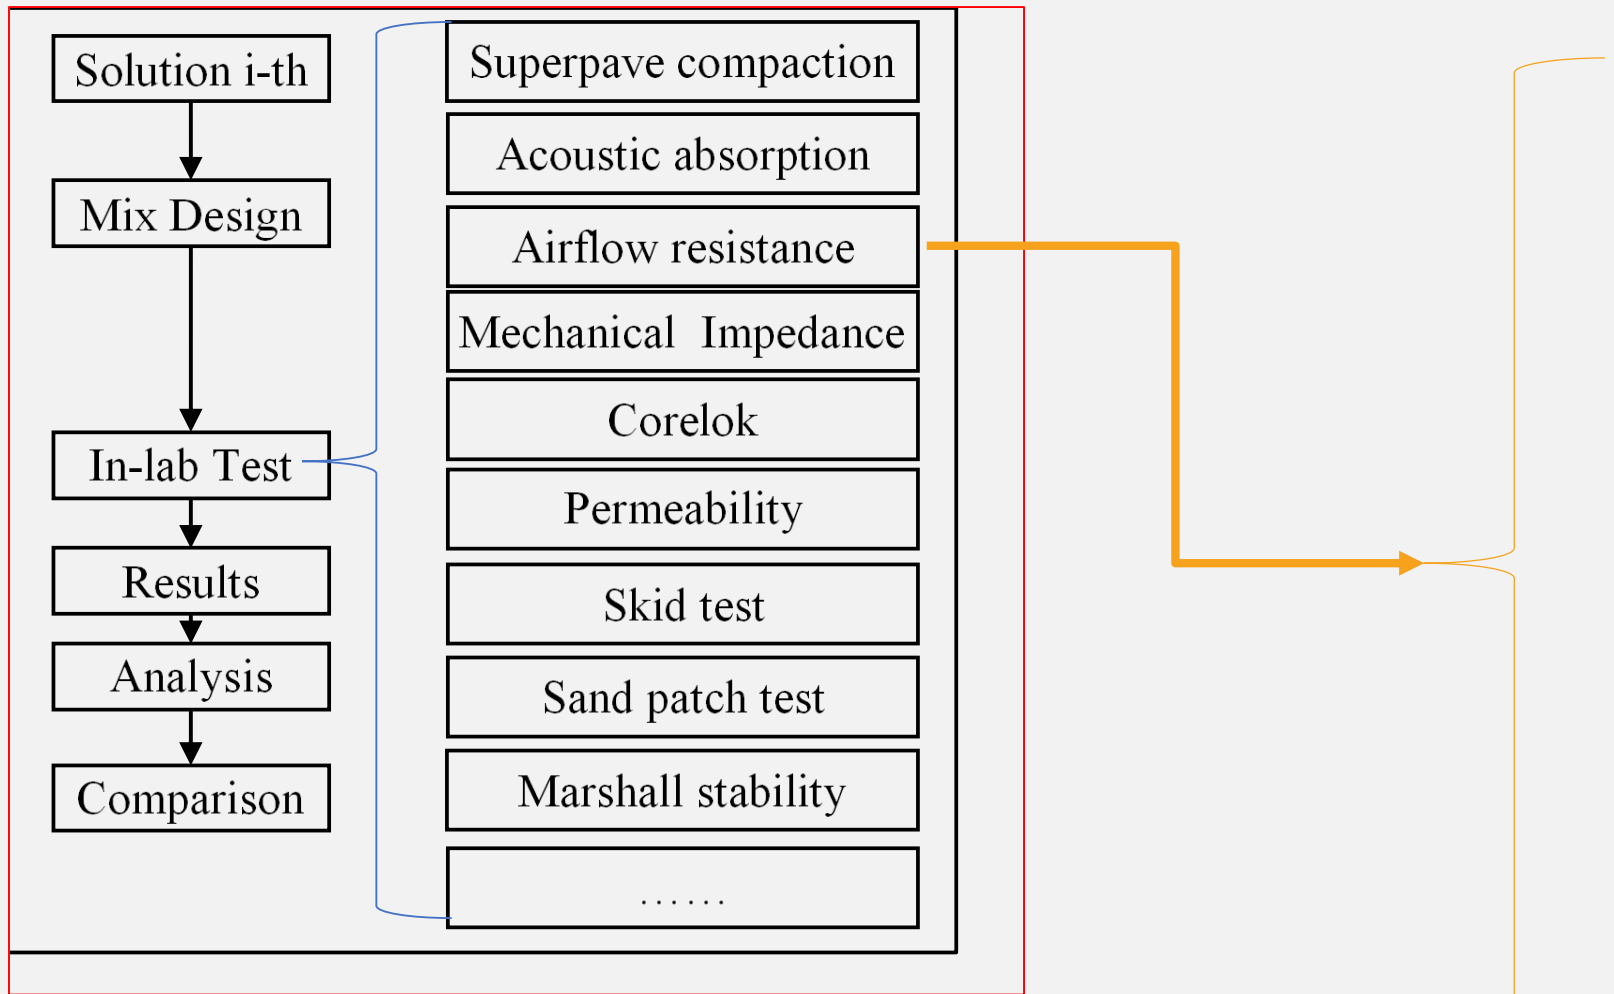 Solution i-th
Mix Design
In-lab Test
Results
Analysis
Comparison
Superpave compaction
Acoustic absorption
Airflow resistance
Mechanical  Impedance
Corelok
Permeability
Skid test
Sand patch test
Marshall stability
......